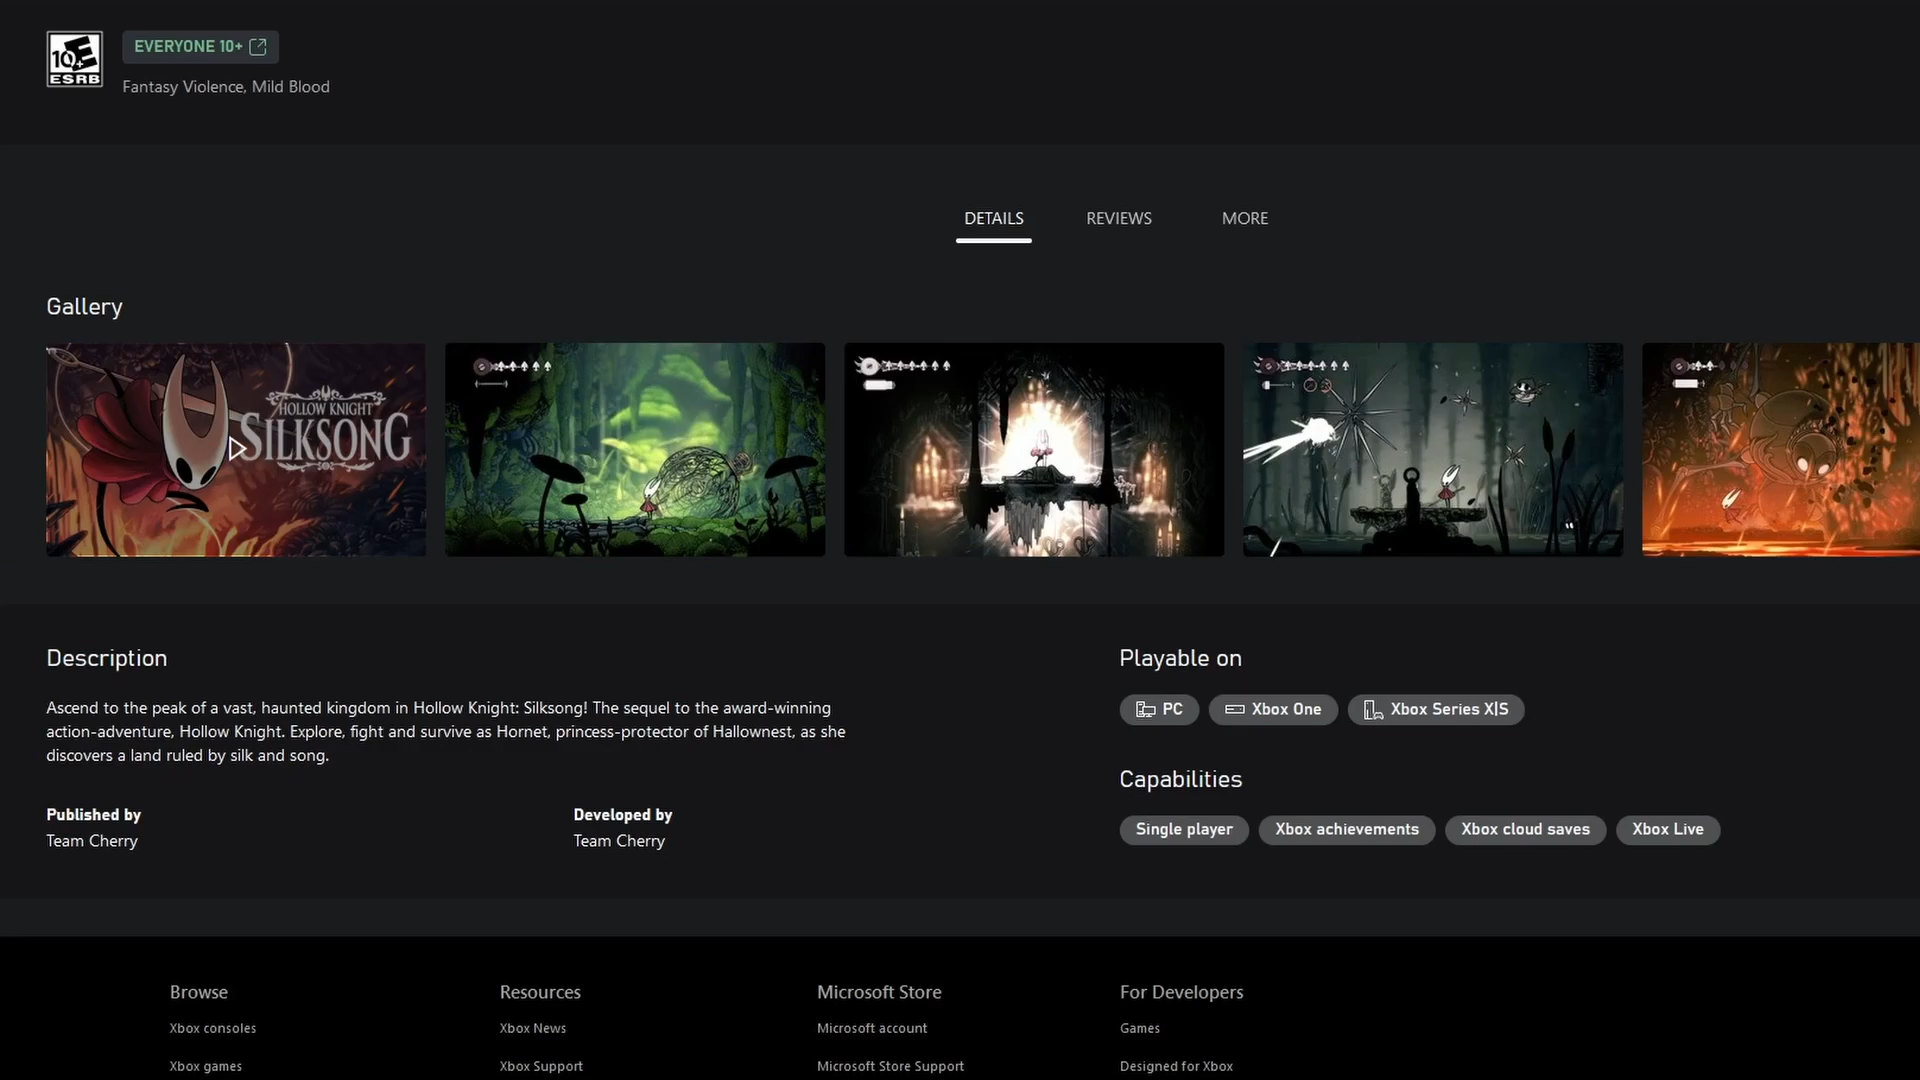 10+
ESRB
EVERYONE 10+
Fantasy Violence, Mild Blood
DETAILS
REVIEWS
MORE
Gallery
HOLLOW KNIGHT
SILKSONG
Description
Ascend to the peak of a vast, haunted kingdom in Hollow Knight: Silksong! The sequel to the award-winning
action-adventure, Hollow Knight. Explore, fight and survive as Hornet, princess-protector of Hallownest, as she
discovers a land ruled by silk and song.
Published by
Team Cherry
Developed by
Team Cherry
Playable on
PC
Xbox One
Xbox Series X|S
Capabilities
Single player
Xbox achievements
Xbox cloud saves
Xbox Live
Browse
Xbox consoles
Xbox games
Resources
Xbox News
Xbox Support
Microsoft Store
Microsoft account
Microsoft Store Support
For Developers
Games
Designed for Xbox